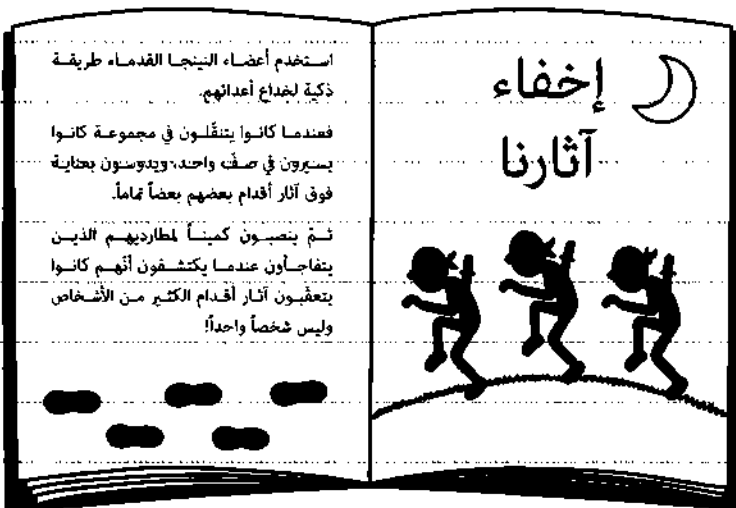 إخفاء
آثارنا
استخدم أعضاء النينجا القدماء طريقة
ذكية لخداع أعدائهم.
فعندما كانوا يتنقّلون في مجموعة كانوا
يسيرون في صفّ واحد، ويدوسون بعناية
فوق آثار أقدام بعضهم بعضاً تماماً.
ثمّ ينصبون كميناً لمطارديهم الذين
يتفاجأون عندما يكتشفون أنّهم كانوا
يتعقّبون آثار أقدام الكثير من الأشخاص
وليس شخصاً واحداً!